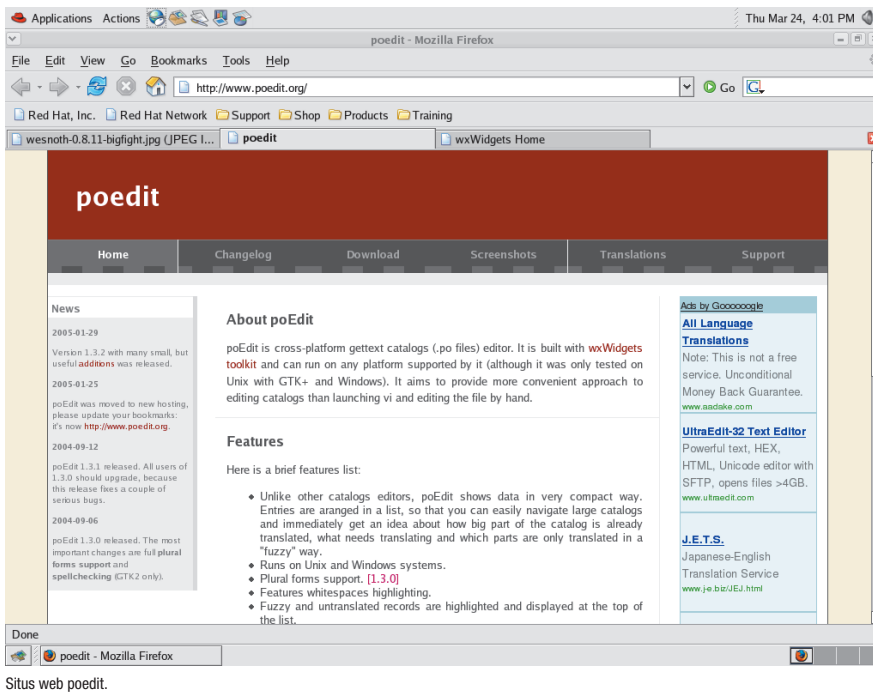 Applications Actions Thu Mar 24, 4:01 PM
poedit - Mozilla Firefox
File Edit View Go Bookmarks Tools Help
http://www.poedit.org/ Go G
Red Hat, Inc. Red Hat Network Support Shop Products Training
wesnoth-0.8.11-bigfight.jpg (JPEG I... poedit wxWidgets Home
poedit
Home Changelog Download Screenshots Translations Support
News
2005-01-29
Version 1.3.2 with many small, but
useful additions was released.
2005-01-25
poEdit was moved to new hosting,
please update your bookmarks:
it's now http://www.poedit.org.
2004-09-12
poEdit 1.3.1 released. All users of
1.3.0 should upgrade, because
this release fixes a couple of
serious bugs.
2004-09-06
poEdit 1.3.0 released. The most
important changes are full plural
forms support and
spellchecking (GTK2 only).
About poEdit
poEdit is cross-platform gettext catalogs (.po files) editor. It is built with wxWidgets
toolkit and can run on any platform supported by it (although it was only tested on
Unix with GTK+ and Windows). It aims to provide more convenient approach to
editing catalogs than launching vi and editing the file by hand.
Features
Here is a brief features list:
Unlike other catalogs editors, poEdit shows data in very compact way.
Entries are aranged in a list, so that you can easily navigate large catalogs
and immediately get an idea about how big part of the catalog is already
translated, what needs translating and which parts are only translated in a
"fuzzy" way.
Runs on Unix and Windows systems.
Plural forms support. [1.3.0]
Features whitespaces highlighting.
Fuzzy and untranslated records are highlighted and displayed at the top of
the list.
Ads by Goooooogle
All Language
Translations
Note: This is not a free
service. Unconditional
Money Back Guarantee.
www.aadake.com
UltraEdit-32 Text Editor
Powerful text, HEX,
HTML, Unicode editor with
SFTP, opens files >4GB.
www.ultraedit.com
J.E.T.S.
Japanese-English
Translation Service
www.j-e.biz/JEJ.html
Done
poedit - Mozilla Firefox
Situs web poedit.